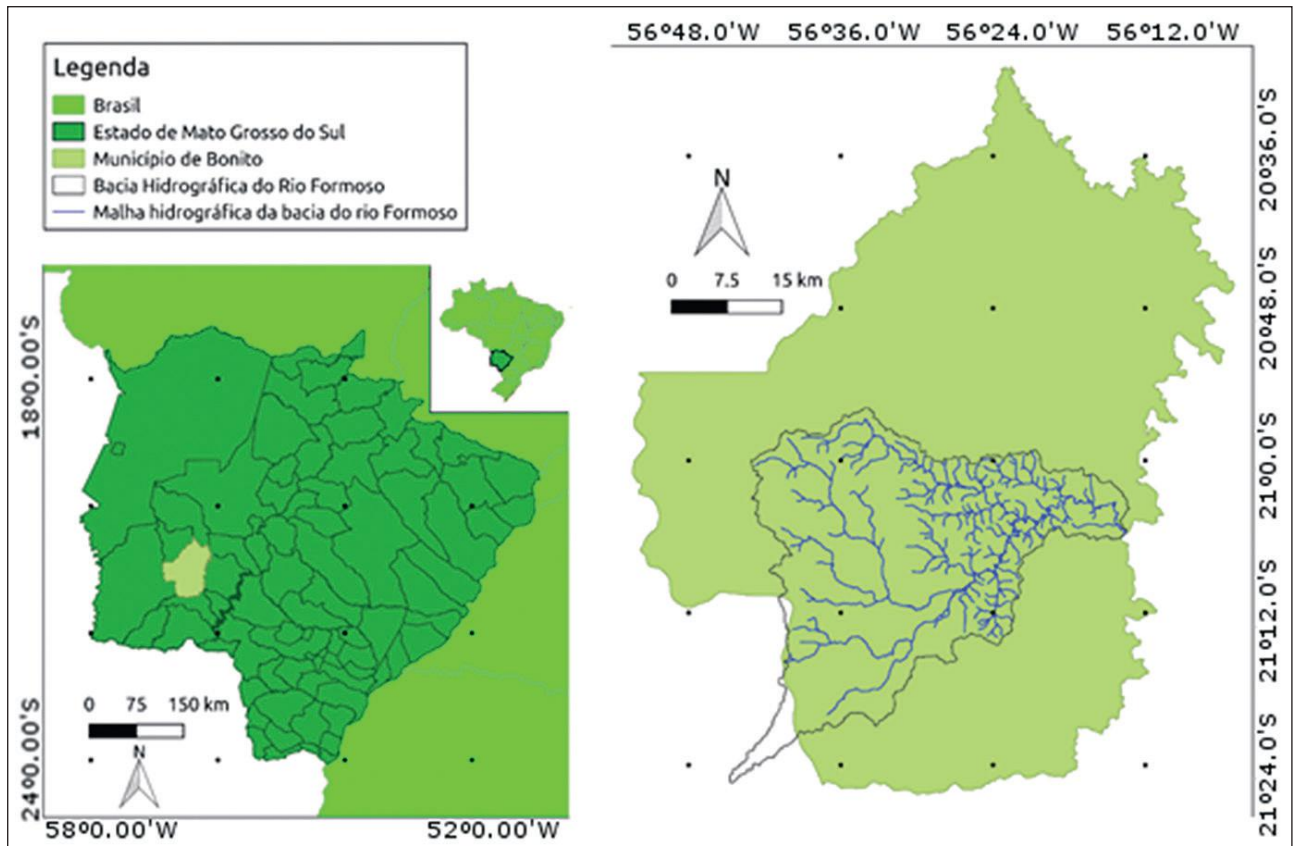 Legenda
Brasil
Estado de Mato Grosso do Sul
Município de Bonito
Bacia Hidrográfica do Rio Formoso
Malha hidrográfica da bacia do rio Formoso
18º0.00'S
24º0.00'S
0 75 150 km
N
58º0.00'W 52º0.00'W
56º48.0'W 56º36.0'W 56º24.0'W 56º12.0'W
N
0 7.5 15 km
20º36.0'S
20º48.0'S
21º0.0'S
21º12.0'S
21º24.0'S